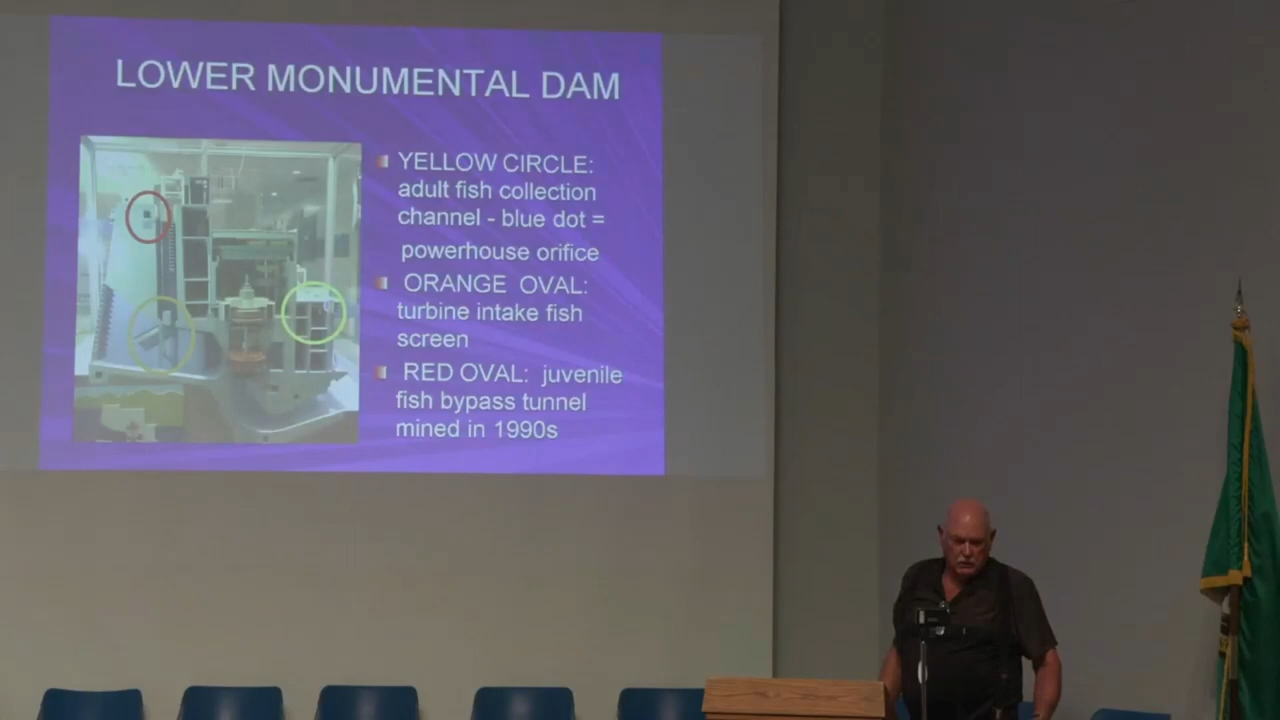 LOWER MONUMENTAL DAM
YELLOW CIRCLE:
adult fish collection
channel - blue dot =
powerhouse orifice
ORANGE OVAL:
turbine intake fish
screen
RED OVAL: juvenile
fish bypass tunnel
mined in 1990s